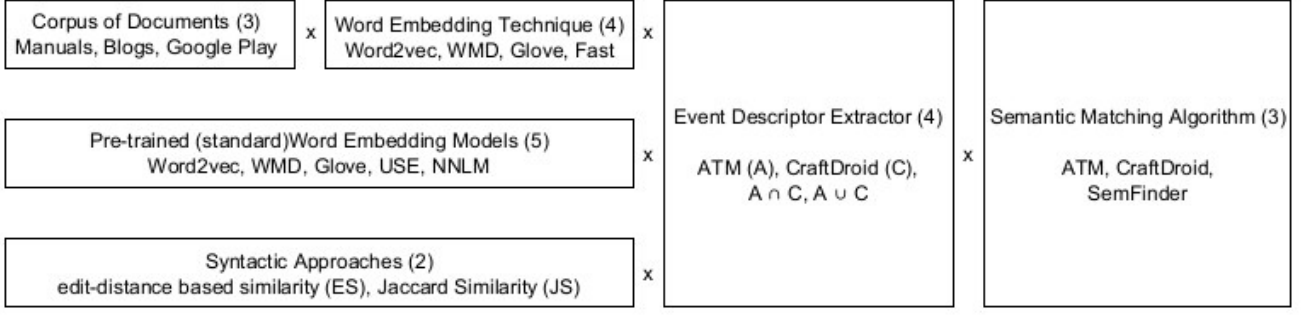 Corpus of Documents (3)
Manuals, Blogs, Google Play
x
Word Embedding Technique (4)
Word2vec, WMD, Glove, Fast
x
Pre-trained (standard)Word Embedding Models (5)
Word2vec, WMD, Glove, USE, NNLM
x
Syntactic Approaches (2)
edit-distance based similarity (ES), Jaccard Similarity (JS)
x
Event Descriptor Extractor (4)
ATM (A), CraftDroid (C),
A ∩ C, A ∪ C
x
Semantic Matching Algorithm (3)
ATM, CraftDroid,
SemFinder